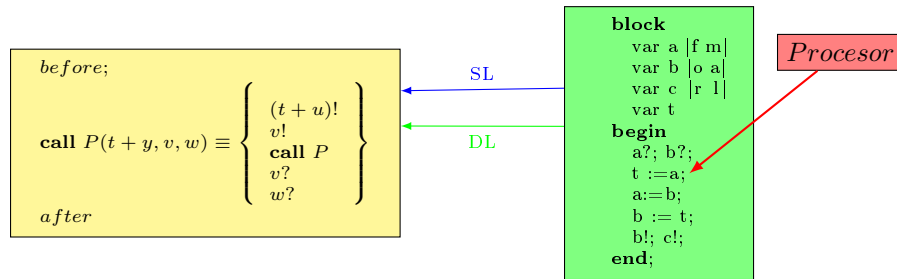 before;
call P(t + y, v, w) ≡
(t + u)!
v!
call P
v?
w?
after
SL
DL
block
var a |f m|
var b |o a|
var c |r l|
var t
begin
a?; b?;
t :=a;
a:=b;
b := t;
b!; c!;
end;
Procesor